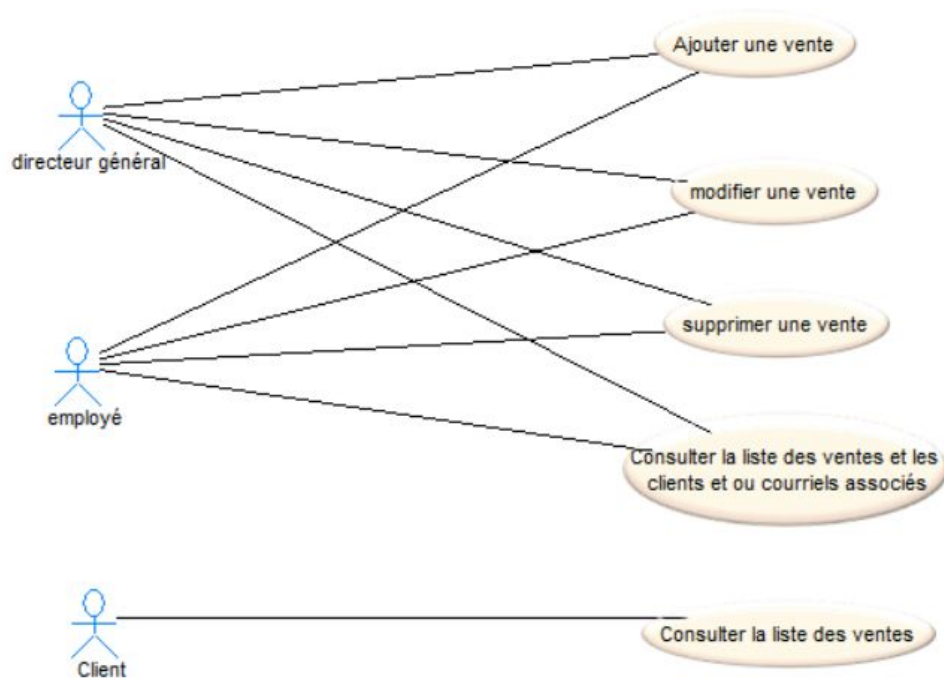 Ajouter une vente
directeur général
modifier une vente
supprimer une vente
employé
Consulter la liste des ventes et les
clients et ou courriels associés
Client
Consulter la liste des ventes